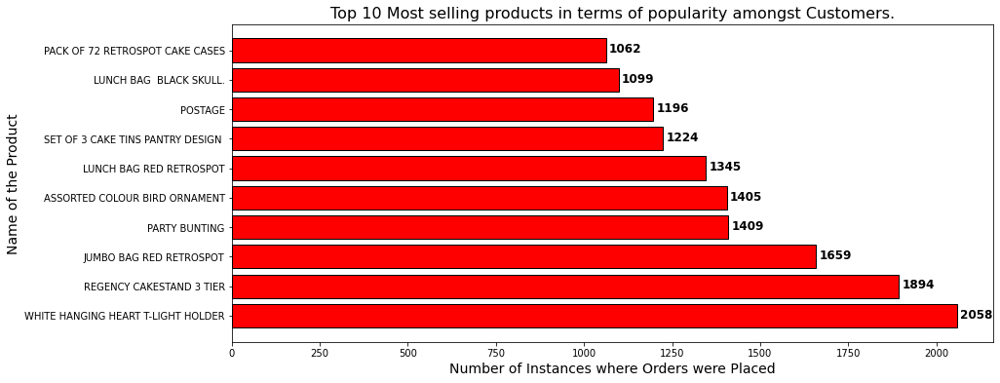 Top 10 Most selling products in terms of popularity amongst Customers.
Name of the Product
PACK OF 72 RETROSPOT CAKE CASES 1062
LUNCH BAG  BLACK SKULL. 1099
POSTAGE 1196
SET OF 3 CAKE TINS PANTRY DESIGN 1224
LUNCH BAG RED RETROSPOT 1345
ASSORTED COLOUR BIRD ORNAMENT 1405
PARTY BUNTING 1409
JUMBO BAG RED RETROSPOT 1659
REGENCY CAKESTAND 3 TIER 1894
WHITE HANGING HEART T-LIGHT HOLDER 2058
0 250 500 750 1000 1250 1500 1750 2000
Number of Instances where Orders were Placed